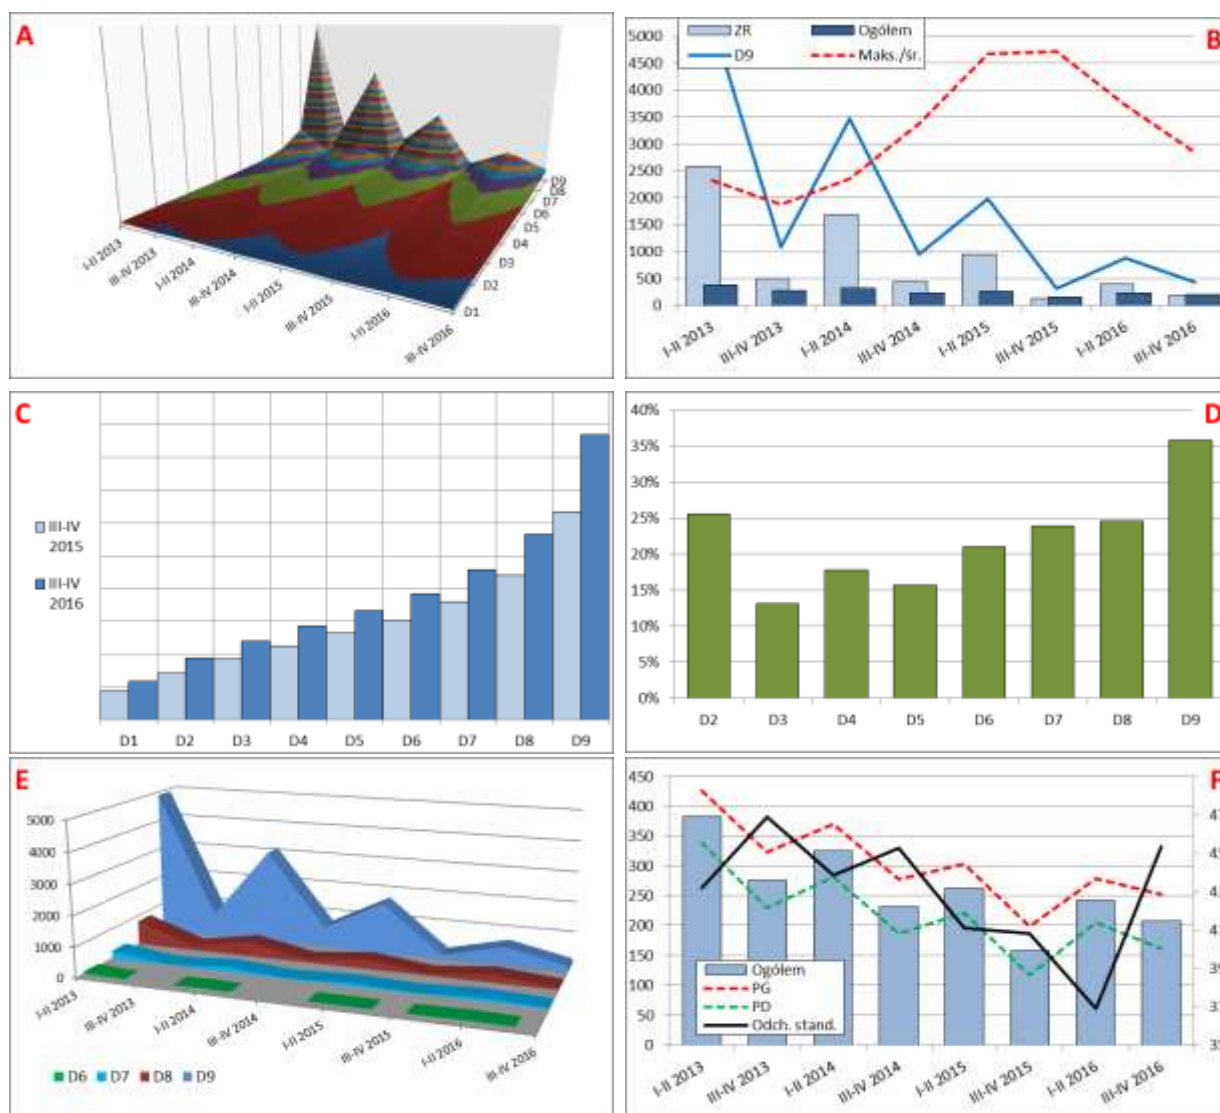 A
I-II 2013
III-IV 2013
I-II 2014
III-IV 2014
I-II 2015
III-IV 2015
I-II 2016
III-IV 2016
D1
D2
D3
D4
D5
D6
D7
D8
D9
B
ZR
Ogółem
D9
Maks./śr.
5000
4500
4000
3500
3000
2500
2000
1500
1000
500
0
I-II 2013
III-IV 2013
I-II 2014
III-IV 2014
I-II 2015
III-IV 2015
I-II 2016
III-IV 2016
C
III-IV
2015
III-IV
2016
D1 D2 D3 D4 D5 D6 D7 D8 D9
D
40%
35%
30%
25%
20%
15%
10%
5%
0%
D2 D3 D4 D5 D6 D7 D8 D9
E
5000
4000
3000
2000
1000
0
I-II 2013
III-IV 2013
I-II 2014
III-IV 2014
I-II 2015
III-IV 2015
I-II 2016
III-IV 2016
D6 D7 D8 D9
450
400
350
300
250
200
150
100
50
0
Ogółem
PG
PD
Odch. stand.
I-II 2013
III-IV 2013
I-II 2014
III-IV 2014
I-II 2015
III-IV 2015
I-II 2016
III-IV 2016